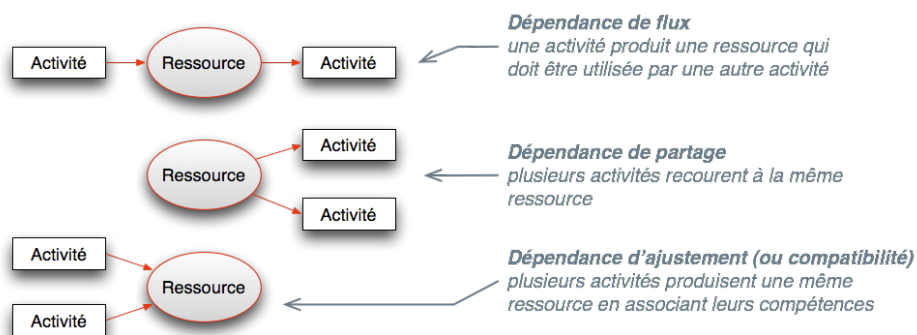 Dépendance de flux
une activité produit une ressource qui
doit être utilisée par une autre activité
Activité
Ressource
Activité
Dépendance de partage
plusieurs activités recourent à la même
ressource
Activité
Ressource
Activité
Dépendance d'ajustement (ou compatibilité)
plusieurs activités produisent une même
ressource en associant leurs compétences
Activité
Ressource
Activité